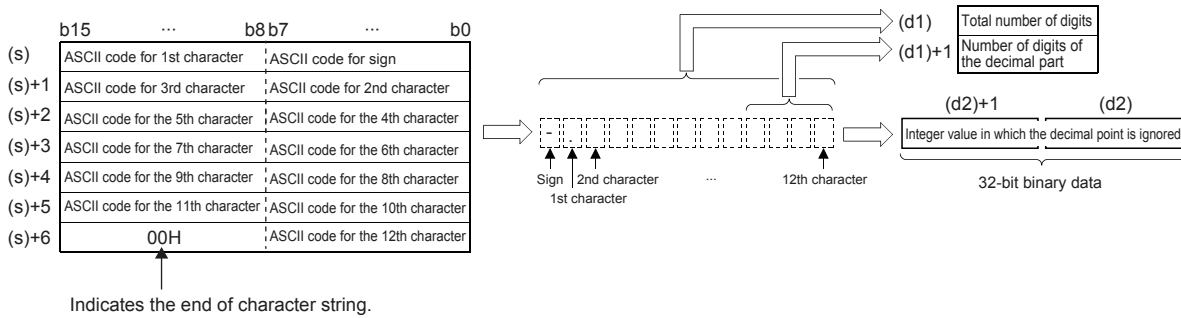 b15 ... b8 b7 ... b0
(s) ASCII code for 1st character ASCII code for sign
(s)+1 ASCII code for 3rd character ASCII code for 2nd character
(s)+2 ASCII code for the 5th character ASCII code for the 4th character
(s)+3 ASCII code for the 7th character ASCII code for the 6th character
(s)+4 ASCII code for the 9th character ASCII code for the 8th character
(s)+5 ASCII code for the 11th character ASCII code for the 10th character
(s)+6 00H ASCII code for the 12th character
Indicates the end of character string.
- .
Sign 2nd character ... 12th character
1st character
(d1) Total number of digits
(d1)+1 Number of digits of
the decimal part
(d2)+1 (d2)
Integer value in which the decimal point is ignored
32-bit binary data